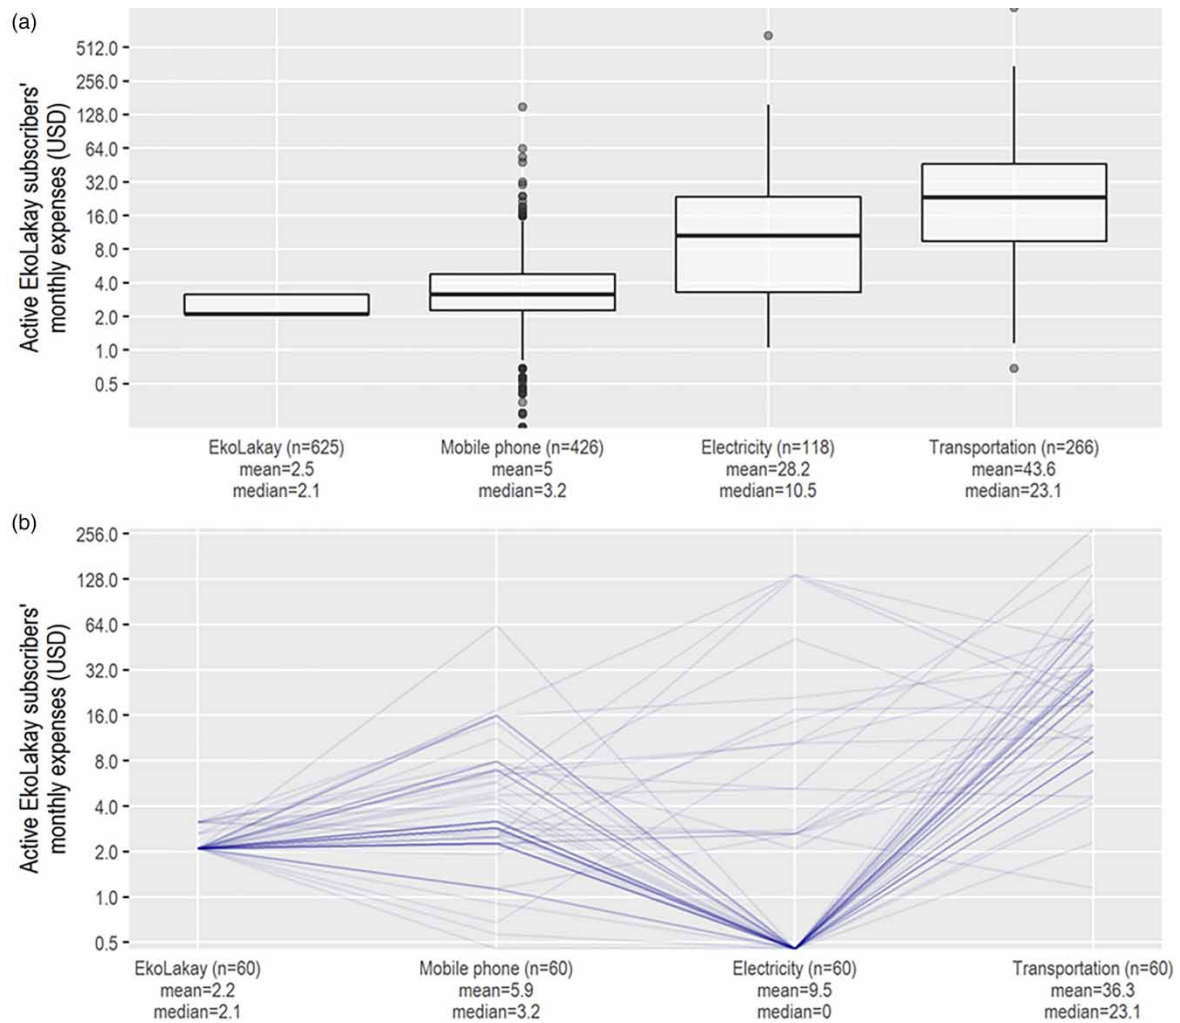 (a)
Active EkoLakay subscribers'
monthly expenses (USD)
512.0
256.0
128.0
64.0
32.0
16.0
8.0
4.0
2.0
1.0
0.5
EkoLakay (n=625)
mean=2.5
median=2.1
Mobile phone (n=426)
mean=5
median=3.2
Electricity (n=118)
mean=28.2
median=10.5
Transportation (n=266)
mean=43.6
median=23.1
(b)
Active EkoLakay subscribers'
monthly expenses (USD)
256.0
128.0
64.0
32.0
16.0
8.0
4.0
2.0
1.0
0.5
EkoLakay (n=60)
mean=2.2
median=2.1
Mobile phone (n=60)
mean=5.9
median=3.2
Electricity (n=60)
mean=9.5
median=0
Transportation (n=60)
mean=36.3
median=23.1